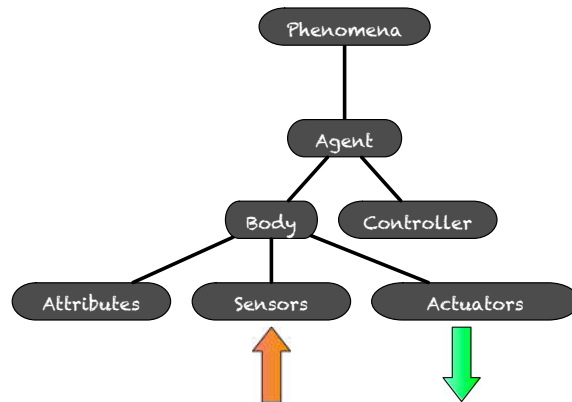 Phenomena
Agent
Body
Controller
Attributes
Sensors
Actuators